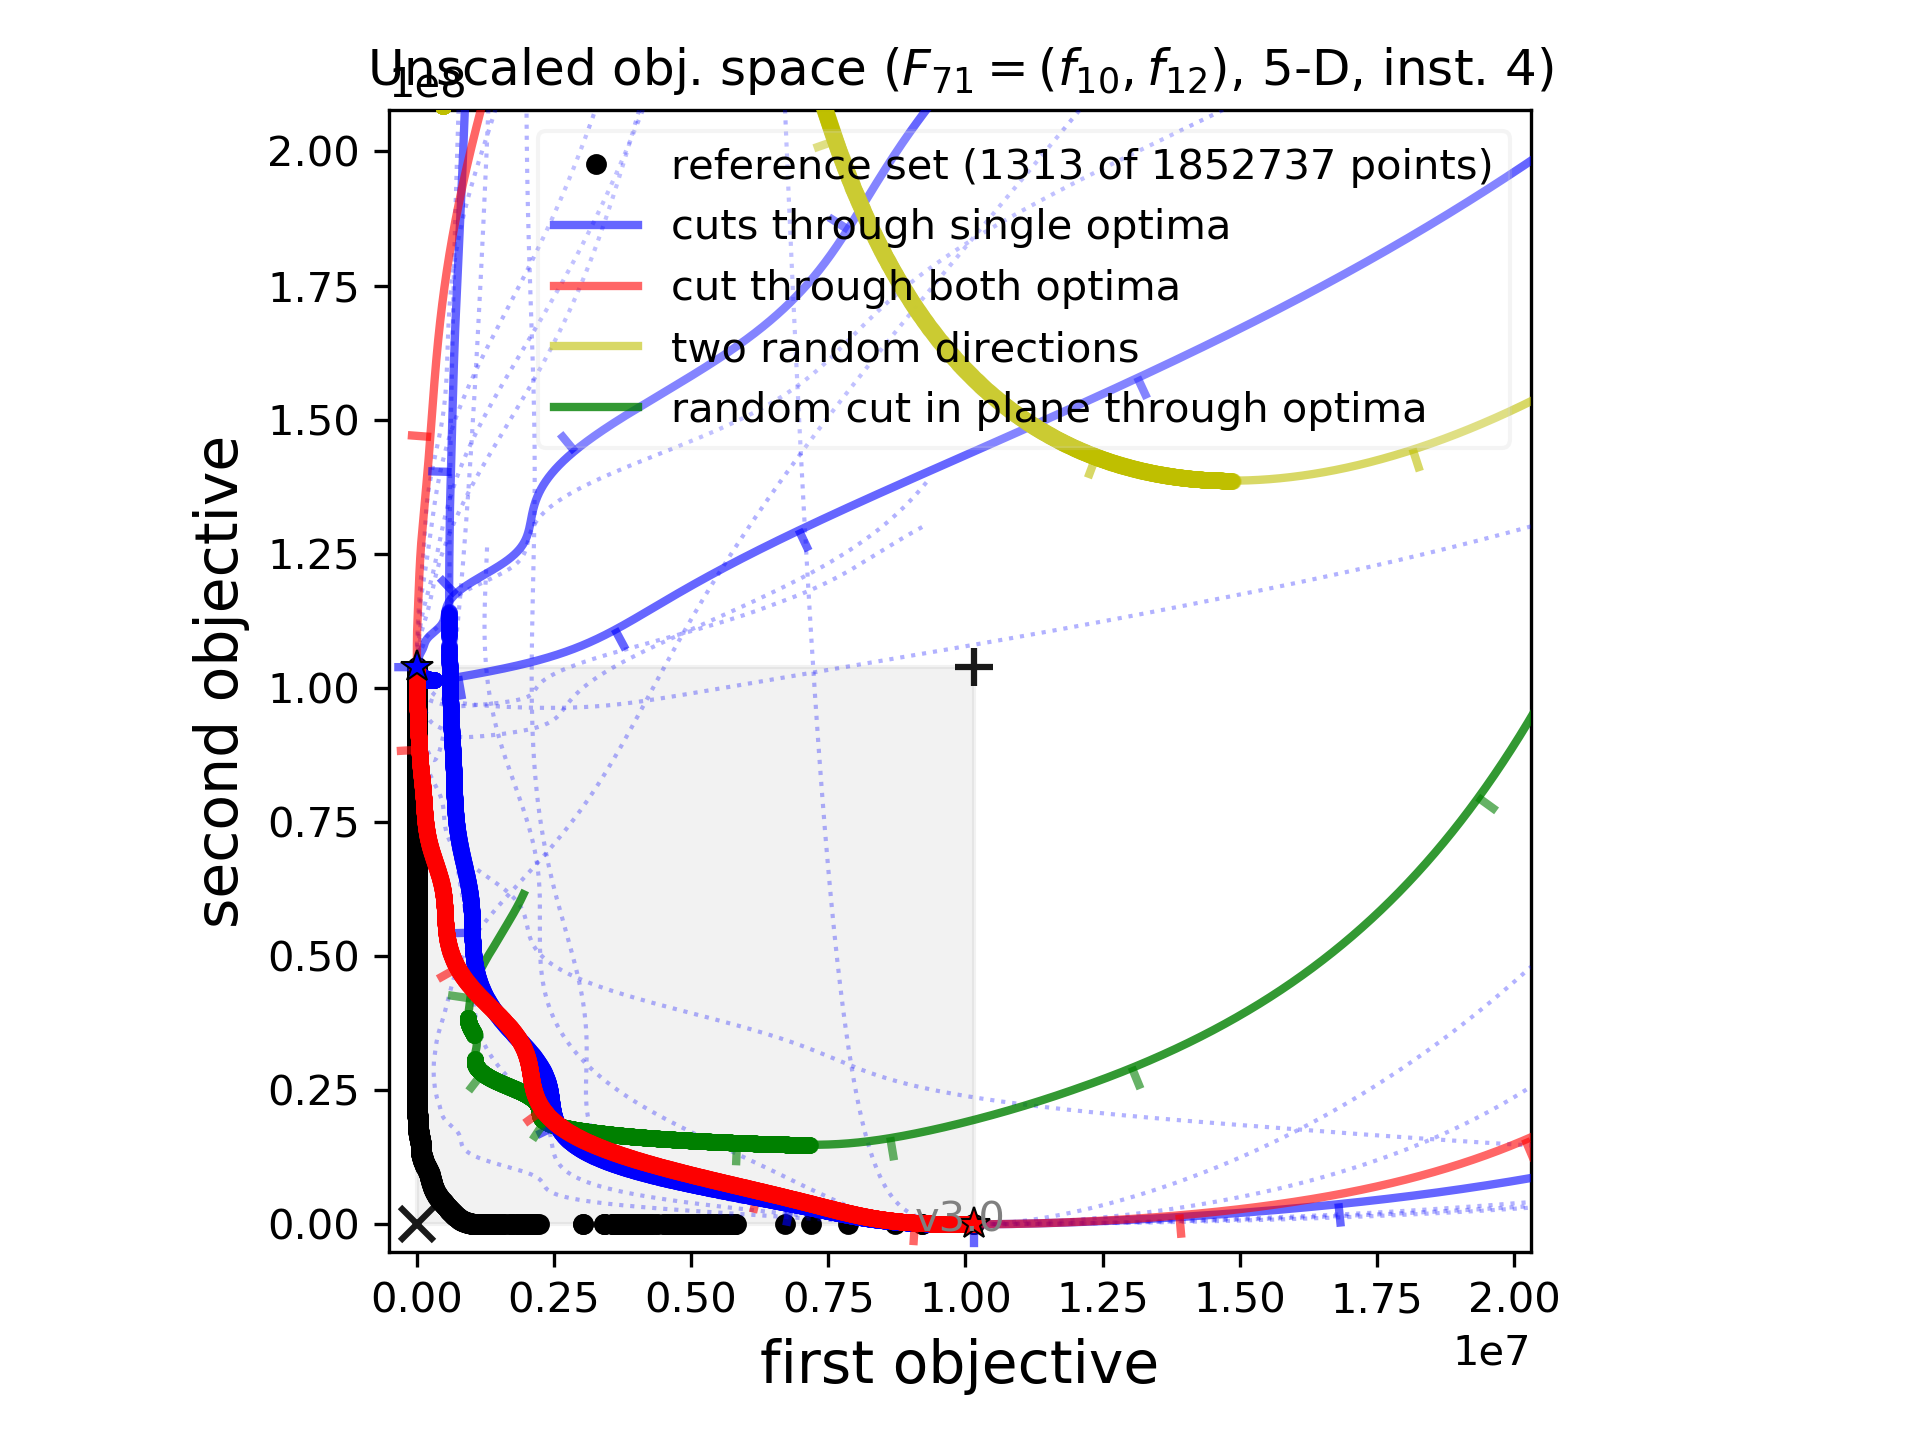 Unscaled obj. space (F71 = (f10, f12), 5-D, inst. 4)
1e8
reference set (1313 of 1852737 points)
cuts through single optima
cut through both optima
two random directions
random cut in plane through optima
second objective
2.00
1.75
1.50
1.25
1.00
0.75
0.50
0.25
0.00
v3.0
0.00 0.25 0.50 0.75 1.00 1.25 1.50 1.75 2.00
1e7
first objective